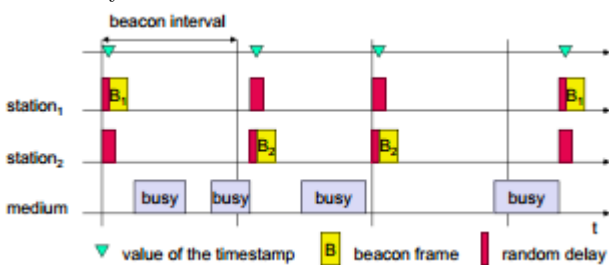 beacon interval
B1 B1
station1
B2 B2
station2
busy busy busy busy
medium
t
value of the timestamp B beacon frame random delay